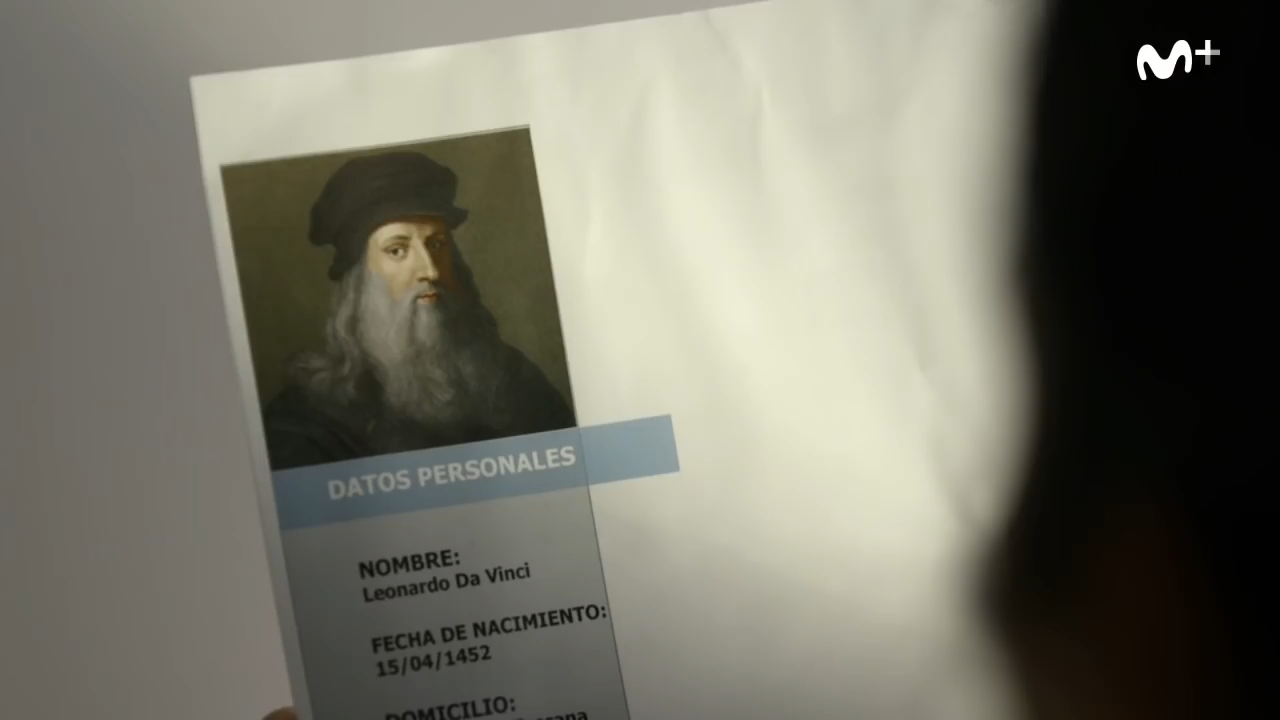 M+
DATOS PERSONALES
NOMBRE:
Leonardo Da Vinci
FECHA DE NACIMIENTO:
15/04/1452
DOMICILIO: